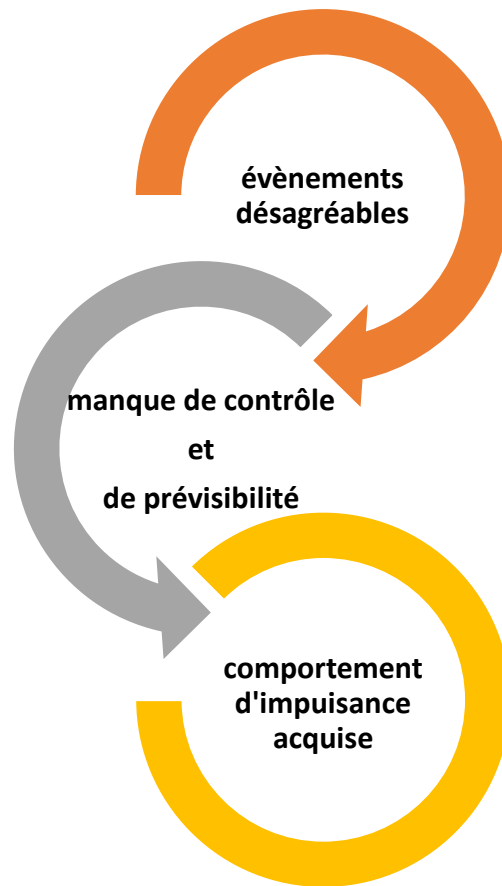 évènements
désagréables
manque de contrôle
et
de prévisibilité
comportement
d'impuisance
acquise